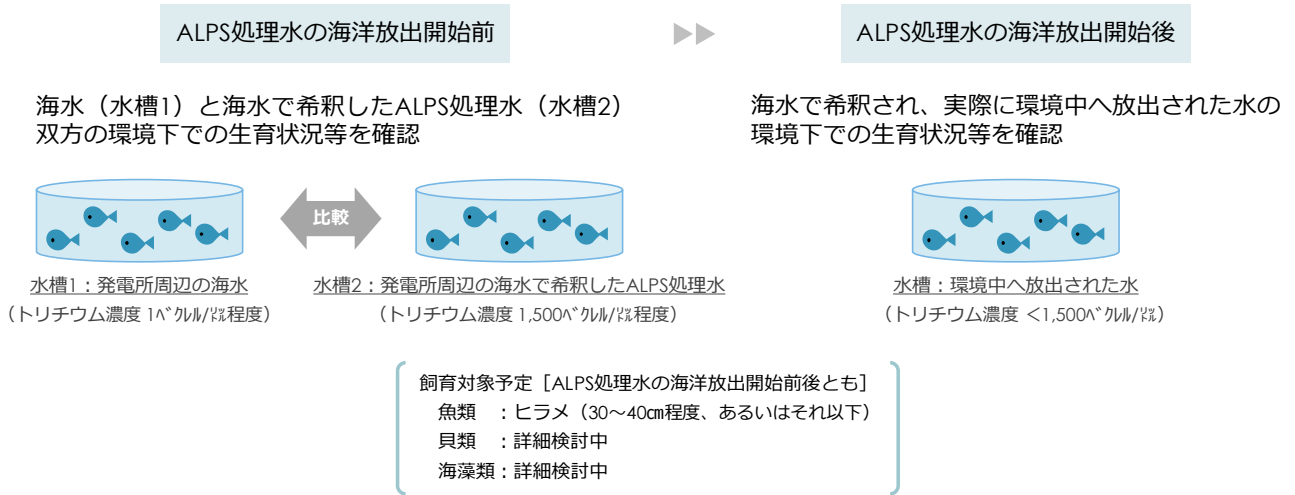 ALPS処理水の海洋放出開始前
ALPS処理水の海洋放出開始後
海水(水槽1)と海水で希釈したALPS処理水(水槽2)
双方の環境下での生育状況等を確認
海水で希釈され、実際に環境中へ放出された水の
環境下での生育状況等を確認
比較
水槽1:発電所周辺の海水
(トリチウム濃度 1ベクレル/㍑程度)
水槽2:発電所周辺の海水で希釈したALPS処理水
(トリチウム濃度 1,500ベクレル/㍑程度)
水槽:環境中へ放出された水
(トリチウム濃度 <1,500ベクレル/㍑)
飼育対象予定[ALPS処理水の海洋放出開始前後とも]
魚類 :ヒラメ(30~40㎝程度、あるいはそれ以下)
貝類 :詳細検討中
海藻類:詳細検討中